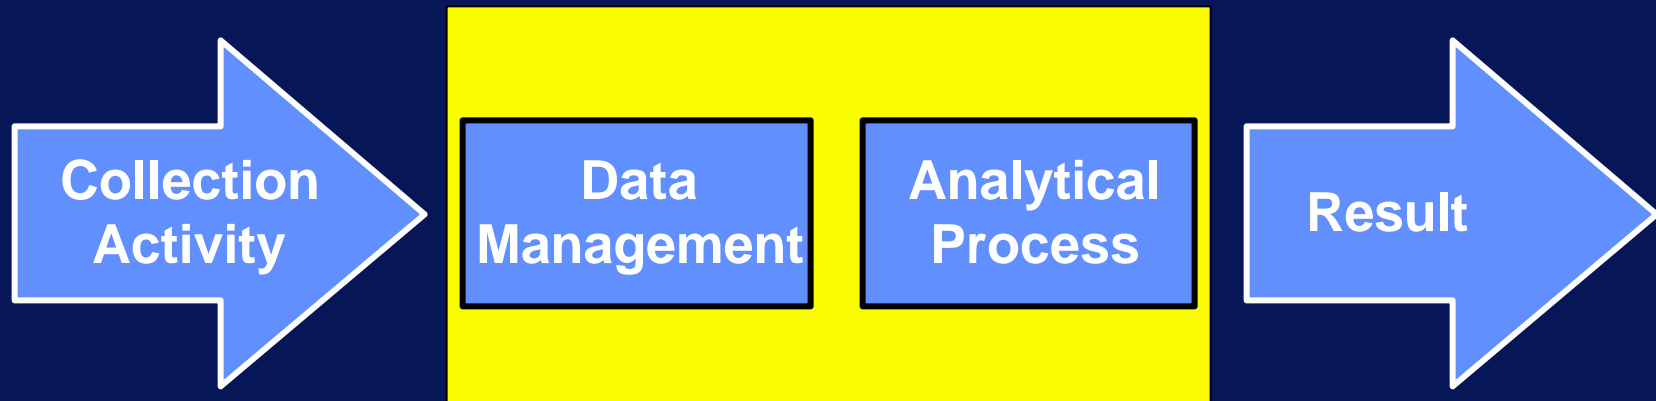 Collection
Activity
Data
Management
Analytical
Process
Result